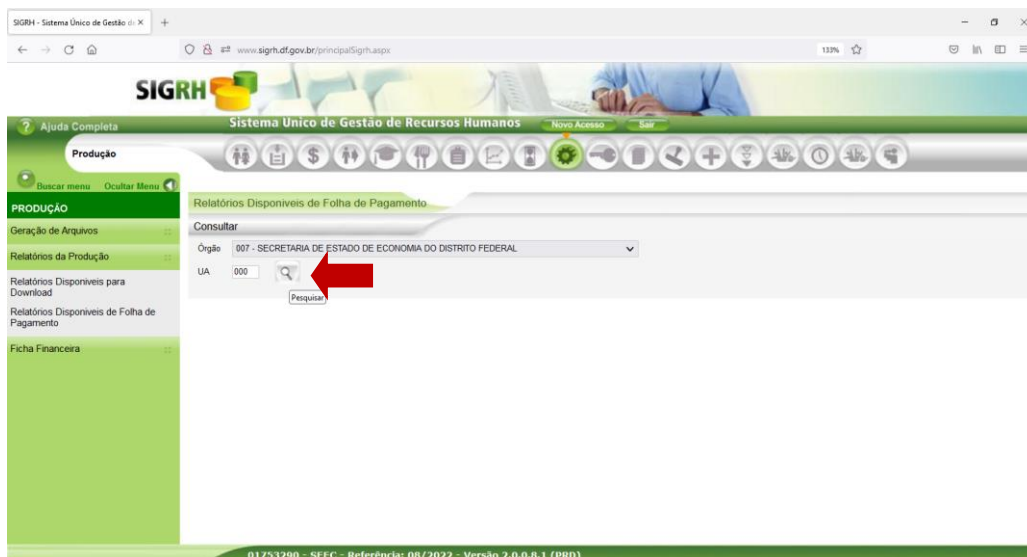 SIGRH - Sistema Único de Gestão d
www.sigrh.df.gov.br/principalSigrh.aspx
133%
SIGRH
Ajuda Completa
Sistema Único de Gestão de Recursos Humanos
Novo Acesso
Sair
Produção
Buscar menu
Ocultar Menu
PRODUÇÃO
Geração de Arquivos
Relatórios da Produção
Relatórios Disponiveis para
Download
Relatórios Disponiveis de Folha de
Pagamento
Ficha Financeira
Relatórios Disponiveis de Folha de Pagamento
Consultar
Órgão 007 - SECRETARIA DE ESTADO DE ECONOMIA DO DISTRITO FEDERAL
UA 000
Pesquisar
01753290 - SEEC - Referência: 08/2022 - Versão 2.0.0.8.1 (PRD)